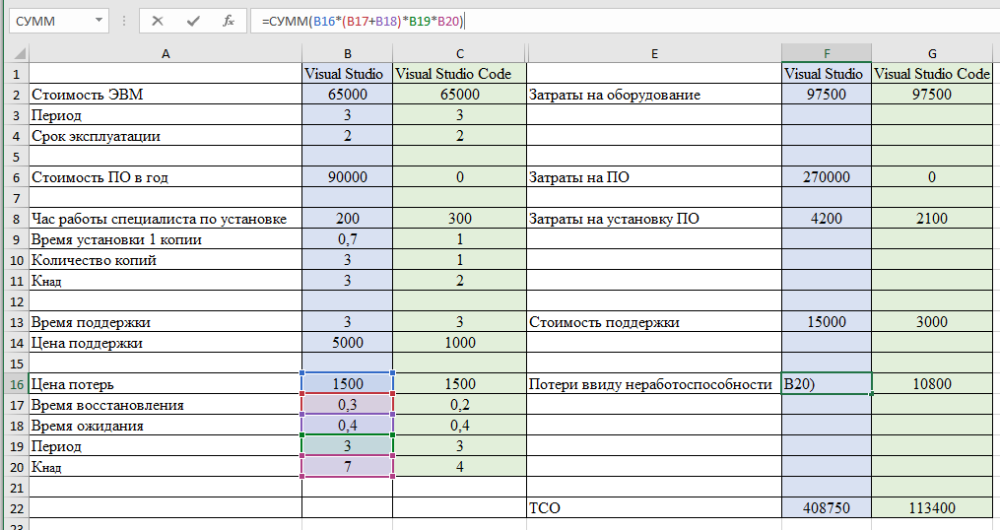 СУММ =СУММ(B16*(B17+B18)*B19*B20)
A B C E F G
1 Visual Studio Visual Studio Code Visual Studio Visual Studio Code
2 Стоимость ЭВМ 65000 65000 Затраты на оборудование 97500 97500
3 Период 3 3
4 Срок эксплуатации 2 2
5
6 Стоимость ПО в год 90000 0 Затраты на ПО 270000 0
7
8 Час работы специалиста по установке 200 300 Затраты на установку ПО 4200 2100
9 Время установки 1 копии 0,7 1
10 Количество копий 3 1
11 Кнад 3 2
12
13 Время поддержки 3 3 Стоимость поддержки 15000 3000
14 Цена поддержки 5000 1000
15
16 Цена потерь 1500 1500 Потери ввиду неработоспособности B20) 10800
17 Время восстановления 0,3 0,2
18 Время ожидания 0,4 0,4
19 Период 3 3
20 Кнад 7 4
21
22 TCO 408750 113400
23